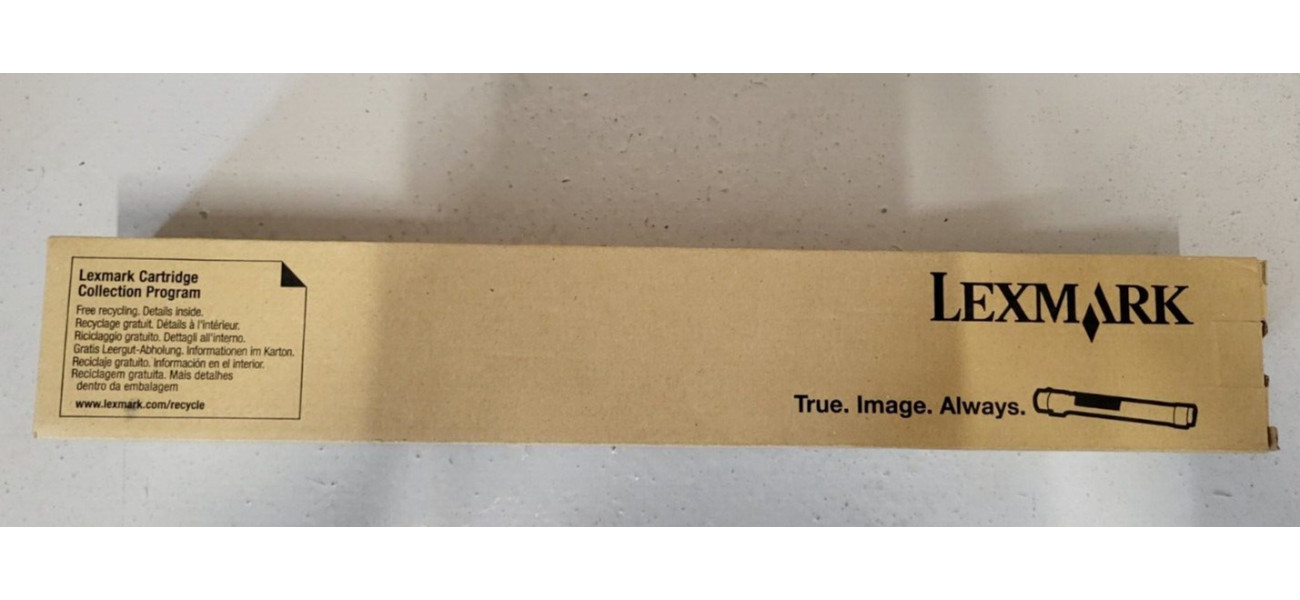 Lexmark Cartridge
Collection Program
Free recycling. Details inside.
Recyclage gratuit. Détails à l'intérieur.
Riciclaggio gratuito. Dettagli all'interno.
Gratis Leergut-Abholung. Informationen im Karton.
Reciclaje gratuito. Información en el interior.
Reciclagem gratuita. Mais detalhes
dentro da embalagem
www.lexmark.com/recycle
LEXMARK
True. Image. Always.